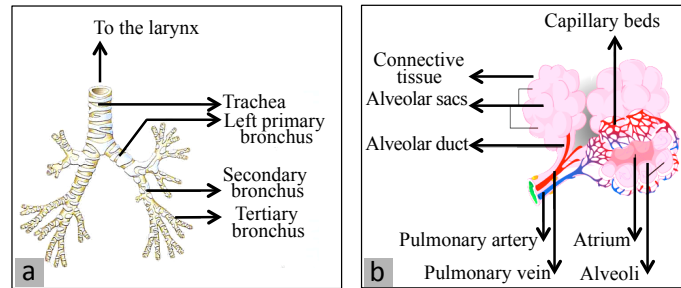 To the larynx
Trachea
Left primary
bronchus
Secondary
bronchus
Tertiary
bronchus
a
Capillary beds
Connective
tissue
Alveolar sacs
Alveolar duct
Pulmonary artery
Atrium
Pulmonary vein
Alveoli
b